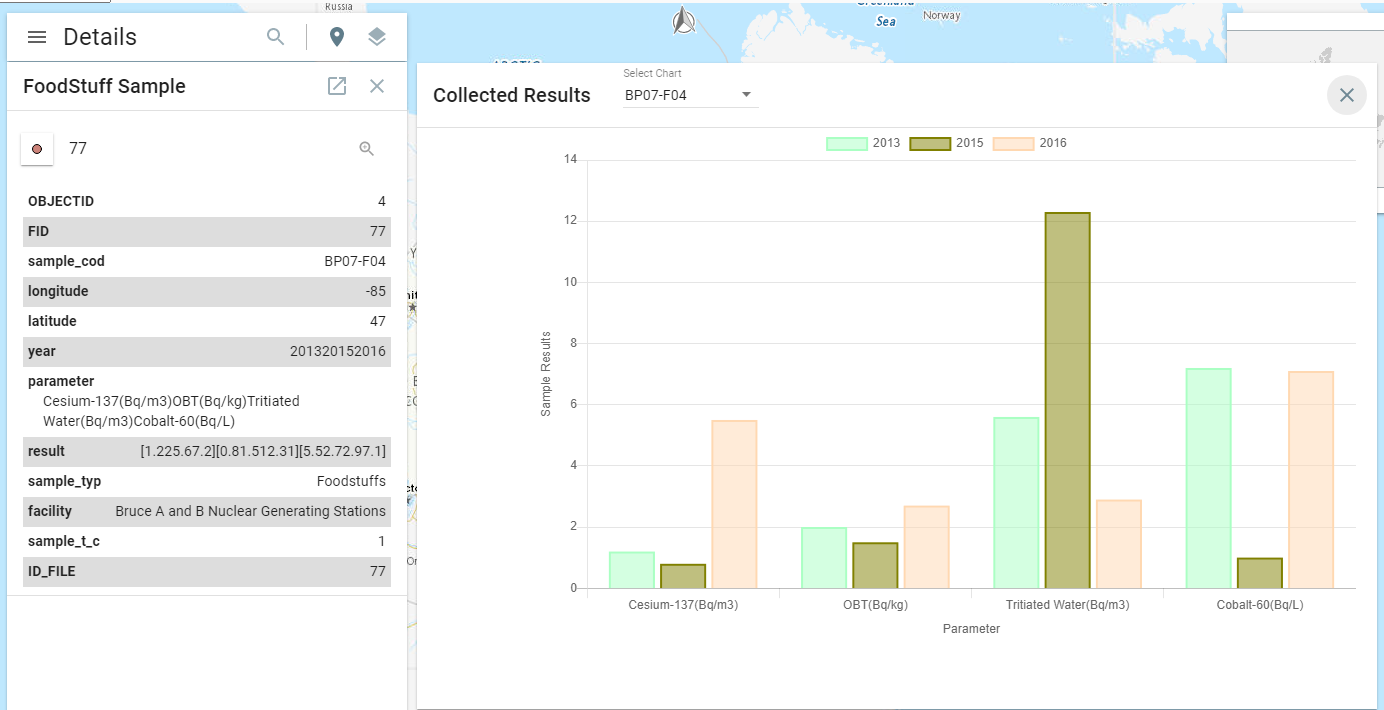 Russia
Greenland
Sea
Norway
ARCTIC
Details
FoodStuff Sample
77
OBJECTID 4
FID 77
sample_cod BP07-F04
longitude -85
latitude 47
year 201320152016
parameter
Cesium-137(Bq/m3)OBT(Bq/kg)Tritiated
Water(Bq/m3)Cobalt-60(Bq/L)
result [1.225.67.2][0.81.512.31][5.52.72.97.1]
sample_typ Foodstuffs
facility Bruce A and B Nuclear Generating Stations
sample_t_c 1
ID_FILE 77
Collected Results
Select Chart
BP07-F04
2013 2015 2016
14
12
10
8
6
4
2
0
Sample Results
Cesium-137(Bq/m3) OBT(Bq/kg) Tritiated Water(Bq/m3) Cobalt-60(Bq/L)
Parameter